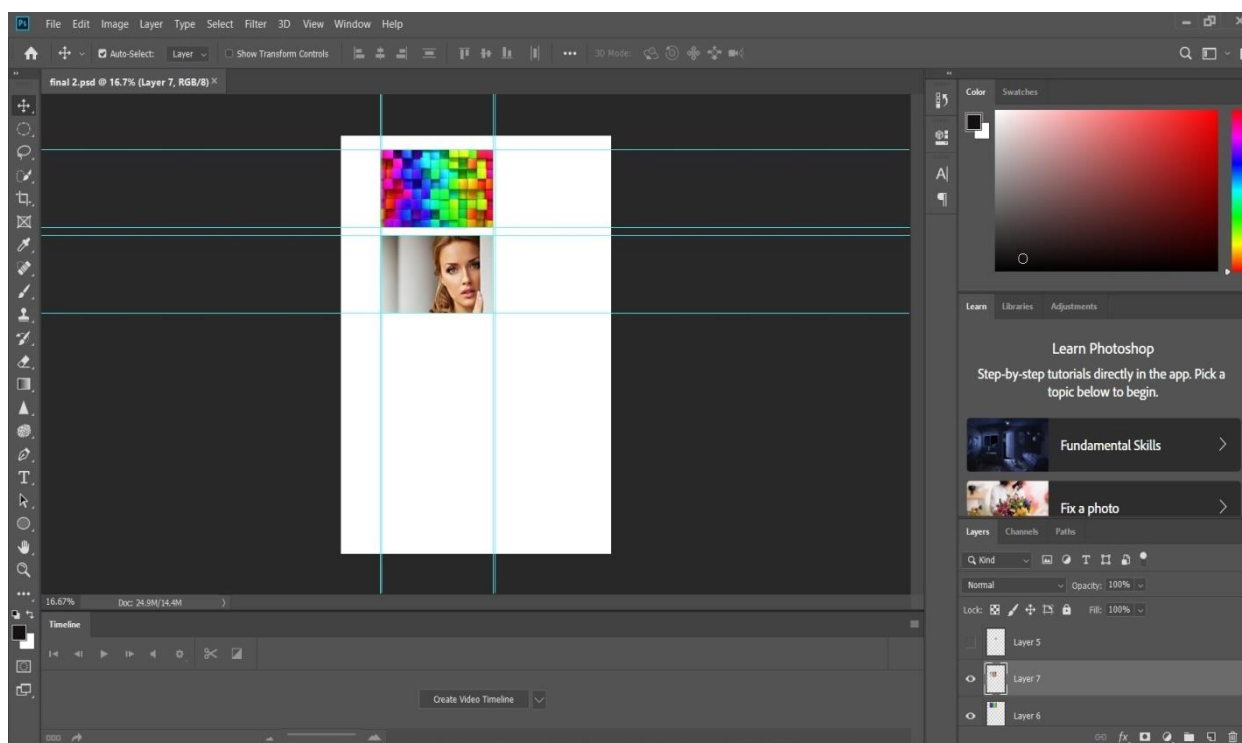 Ps File Edit Image Layer Type Select Filter 3D View Window Help
Auto-Select: Layer Show Transform Controls 3D Mode:
final 2.psd @ 16.7% (Layer 7, RGB/8) ×
Color Swatches
Learn Libraries Adjustments
Learn Photoshop
Step-by-step tutorials directly in the app. Pick a
topic below to begin.
Fundamental Skills
Fix a photo
Layers Channels Paths
Kind
Normal Opacity: 100%
Lock: Fill: 100%
Layer 5
Layer 7
Layer 6
fx
16.67% Doc: 24.9M/14.4M
Timeline
Create Video Timeline